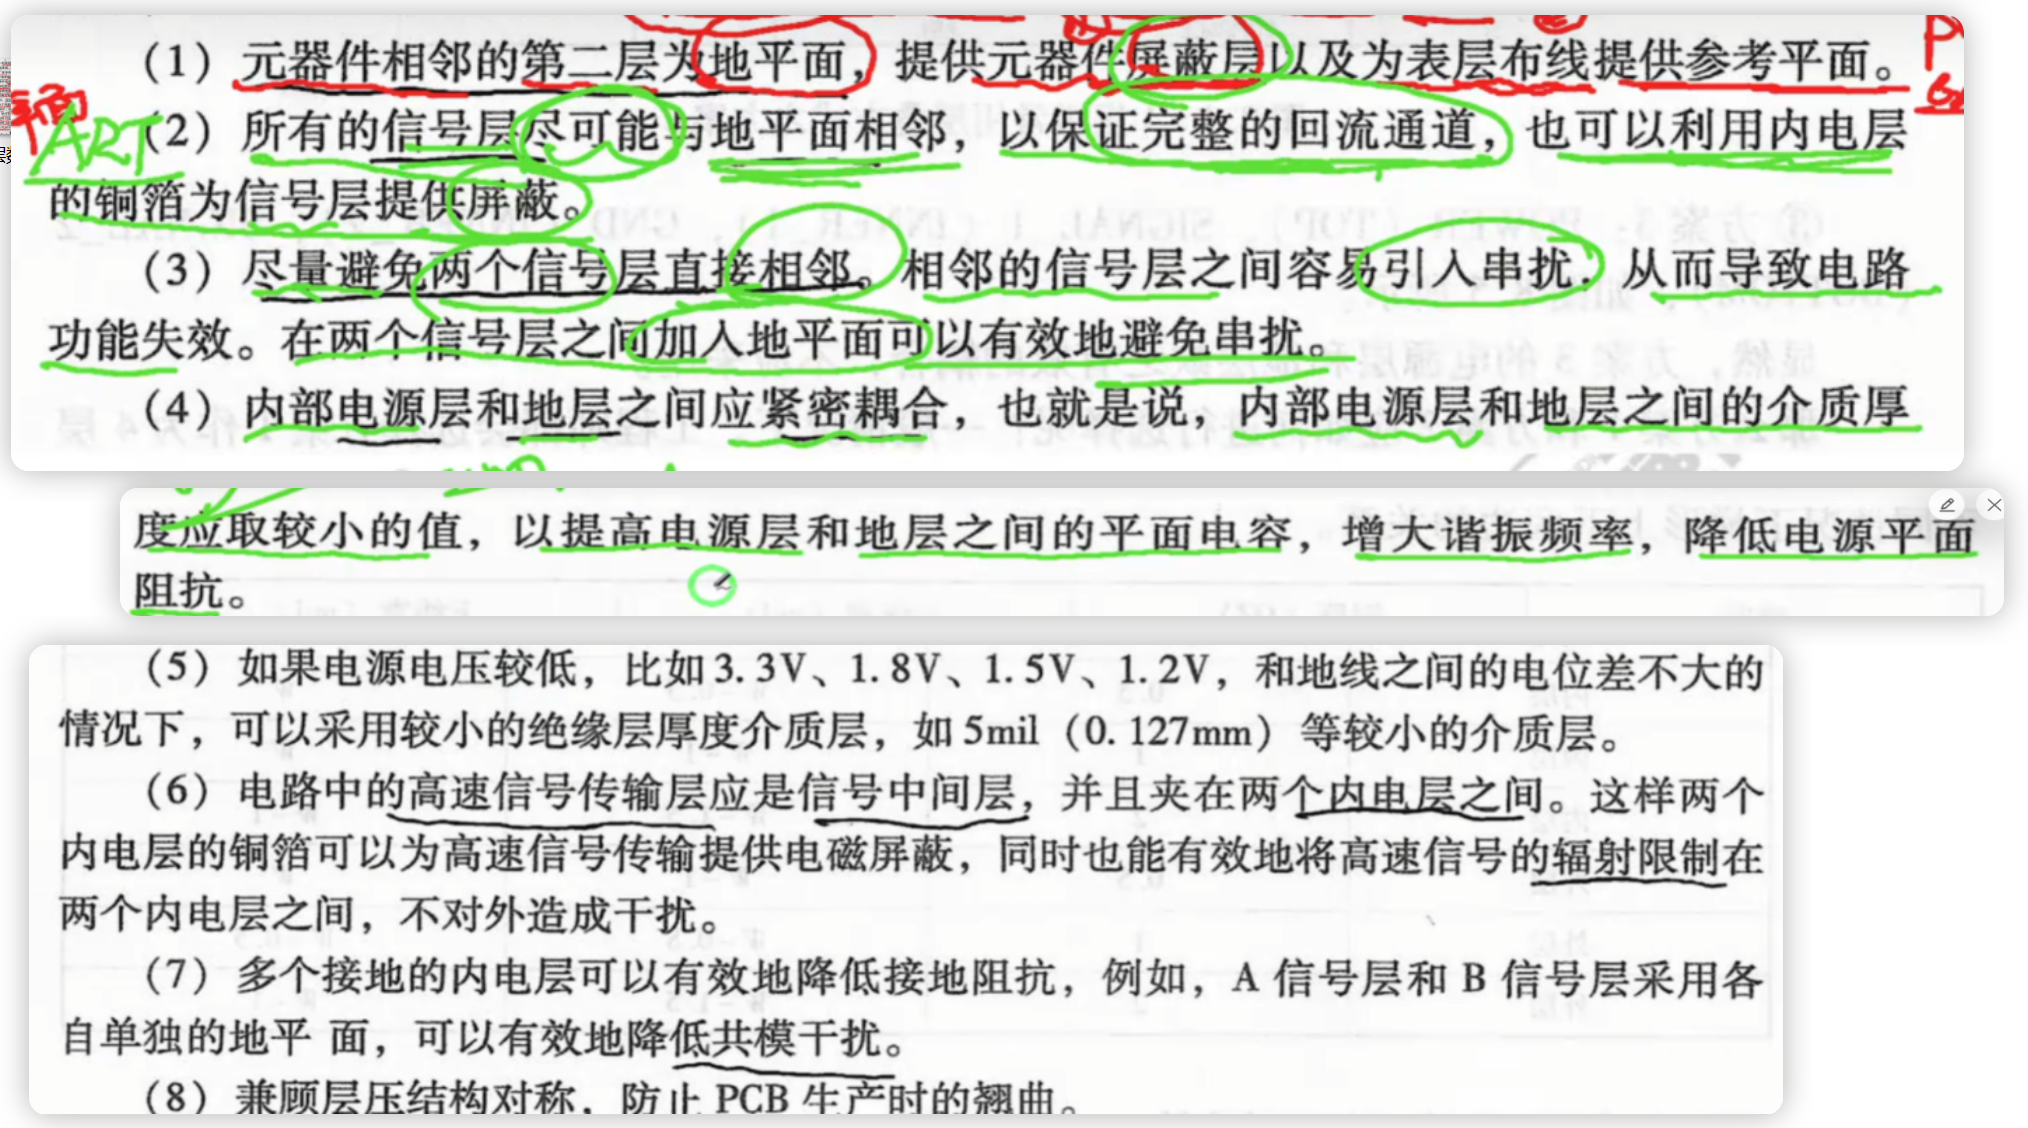 （1）元器件相邻的第二层为地平面，提供元器件屏蔽层以及为表层布线提供参考平面。
ART
（2）所有的信号层尽可能与地平面相邻，以保证完整的回流通道，也可以利用内电层
的铜箔为信号层提供屏蔽。
（3）尽量避免两个信号层直接相邻。相邻的信号层之间容易引入串扰，从而导致电路
功能失效。在两个信号层之间加入地平面可以有效地避免串扰。
（4）内部电源层和地层之间应紧密耦合，也就是说，内部电源层和地层之间的介质厚
度应取较小的值，以提高电源层和地层之间的平面电容，增大谐振频率，降低电源平面
阻抗。
（5）如果电源电压较低，比如 3.3V、1.8V、1.5V、1.2V，和地线之间的电位差不大的
情况下，可以采用较小的绝缘层厚度介质层，如 5mil（0.127mm）等较小的介质层。
（6）电路中的高速信号传输层应是信号中间层，并且夹在两个内电层之间。这样两个
内电层的铜箔可以为高速信号传输提供电磁屏蔽，同时也能有效地将高速信号的辐射限制在
两个内电层之间，不对外造成干扰。
（7）多个接地的内电层可以有效地降低接地阻抗，例如，A 信号层和 B 信号层采用各
自单独的地平 面，可以有效地降低共模干扰。
（8）兼顾层压结构对称，防止 PCB 生产时的翘曲。